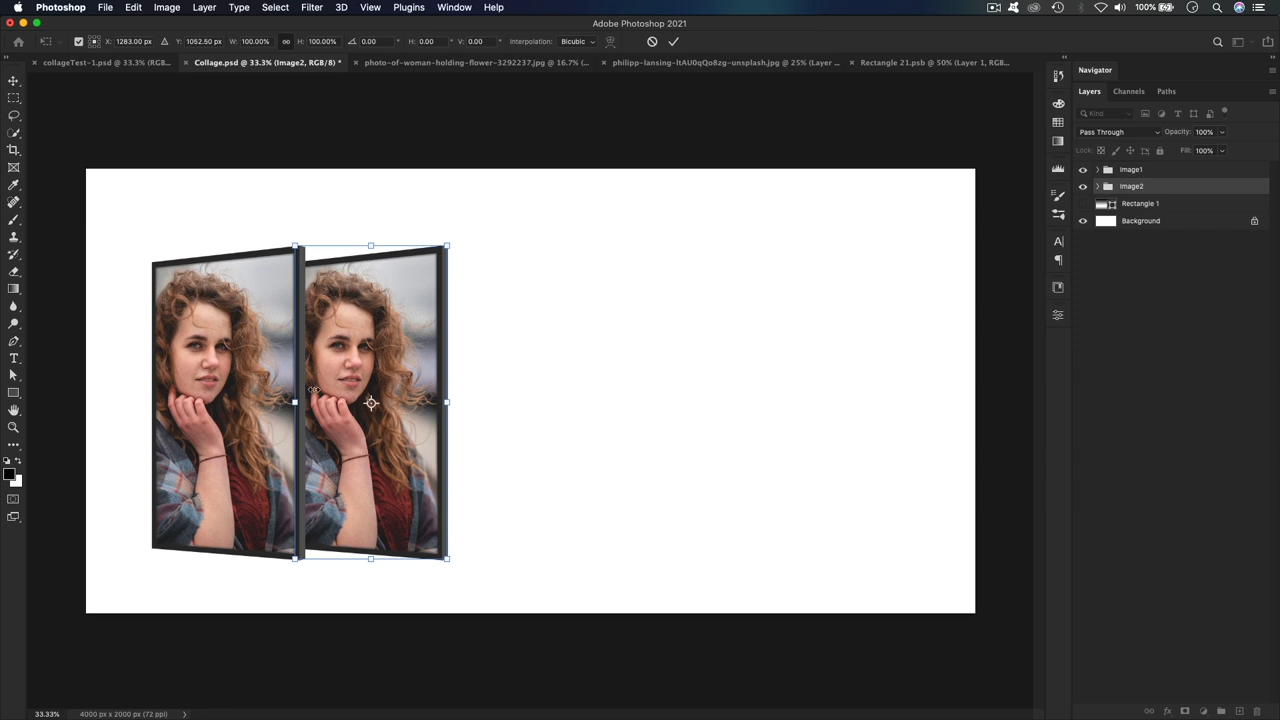 Photoshop File Edit Image Layer Type Select Filter 3D View Plugins Window Help 100%
Adobe Photoshop 2021
X: 1283.00 px Y: 1052.50 px W: 100.00% H: 100.00% 0.00 ° H: 0.00 ° V: 0.00 ° Interpolation: Bicubic
collageTest-1.psd @ 33.3% (RGB... Collage.psd @ 33.3% (Image2, RGB/8) * photo-of-woman-holding-flower-3292237.jpg @ 16.7% (... philipp-lansing-ltAU0qQo8zg-unsplash.jpg @ 25% (Layer ... Rectangle 21.psb @ 50% (Layer 1, RGB...
Navigator
Layers Channels Paths
Kind
Pass Through Opacity: 100%
Lock: Fill: 100%
Image1
Image2
Rectangle 1
Background
33.33% 4000 px x 2000 px (72 ppi)